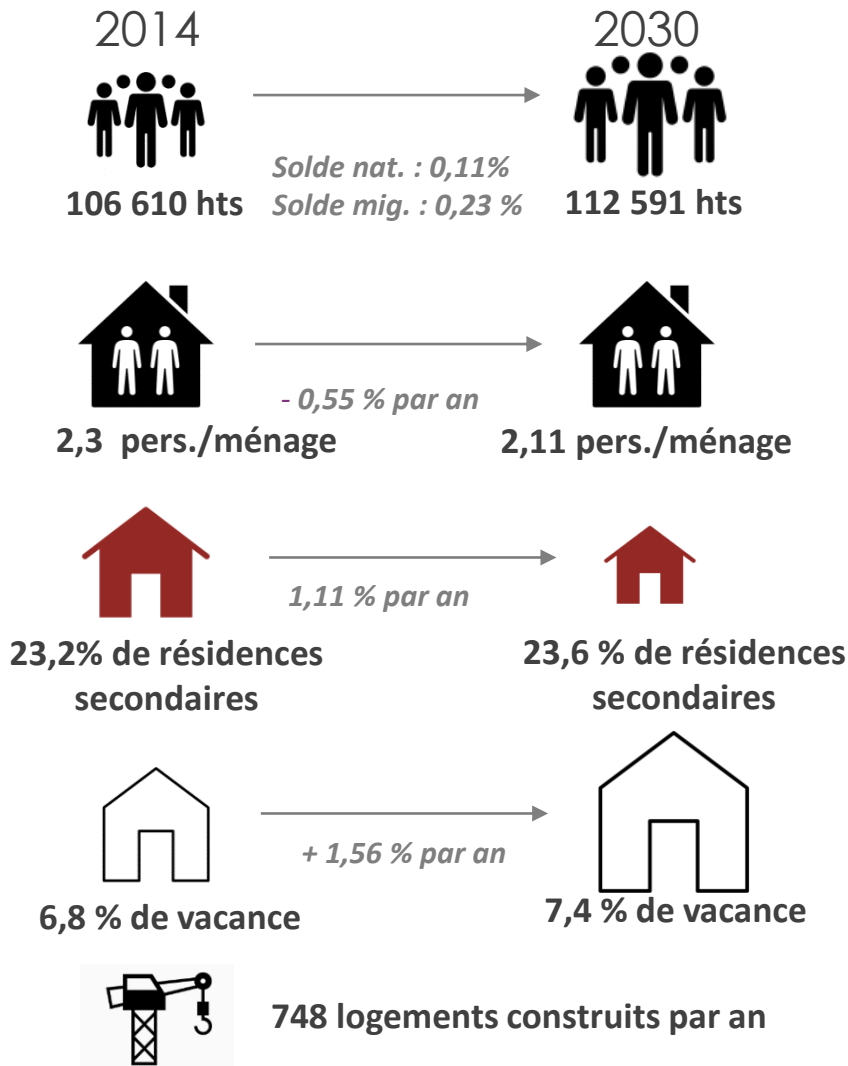 2014
2030
Solde nat. : 0,11%
Solde mig. : 0,23 %
106 610 hts
112 591 hts
- 0,55 % par an
2,3 pers./ménage
2,11 pers./ménage
1,11 % par an
23,2% de résidences
secondaires
23,6 % de résidences
secondaires
+ 1,56 % par an
6,8 % de vacance
7,4 % de vacance
748 logements construits par an